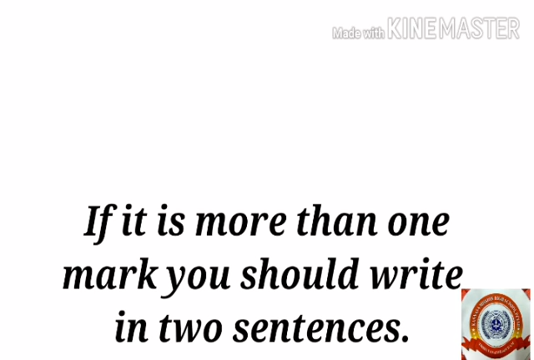 Made with KINEMASTER
If it is more than one
mark you should write
in two sentences.